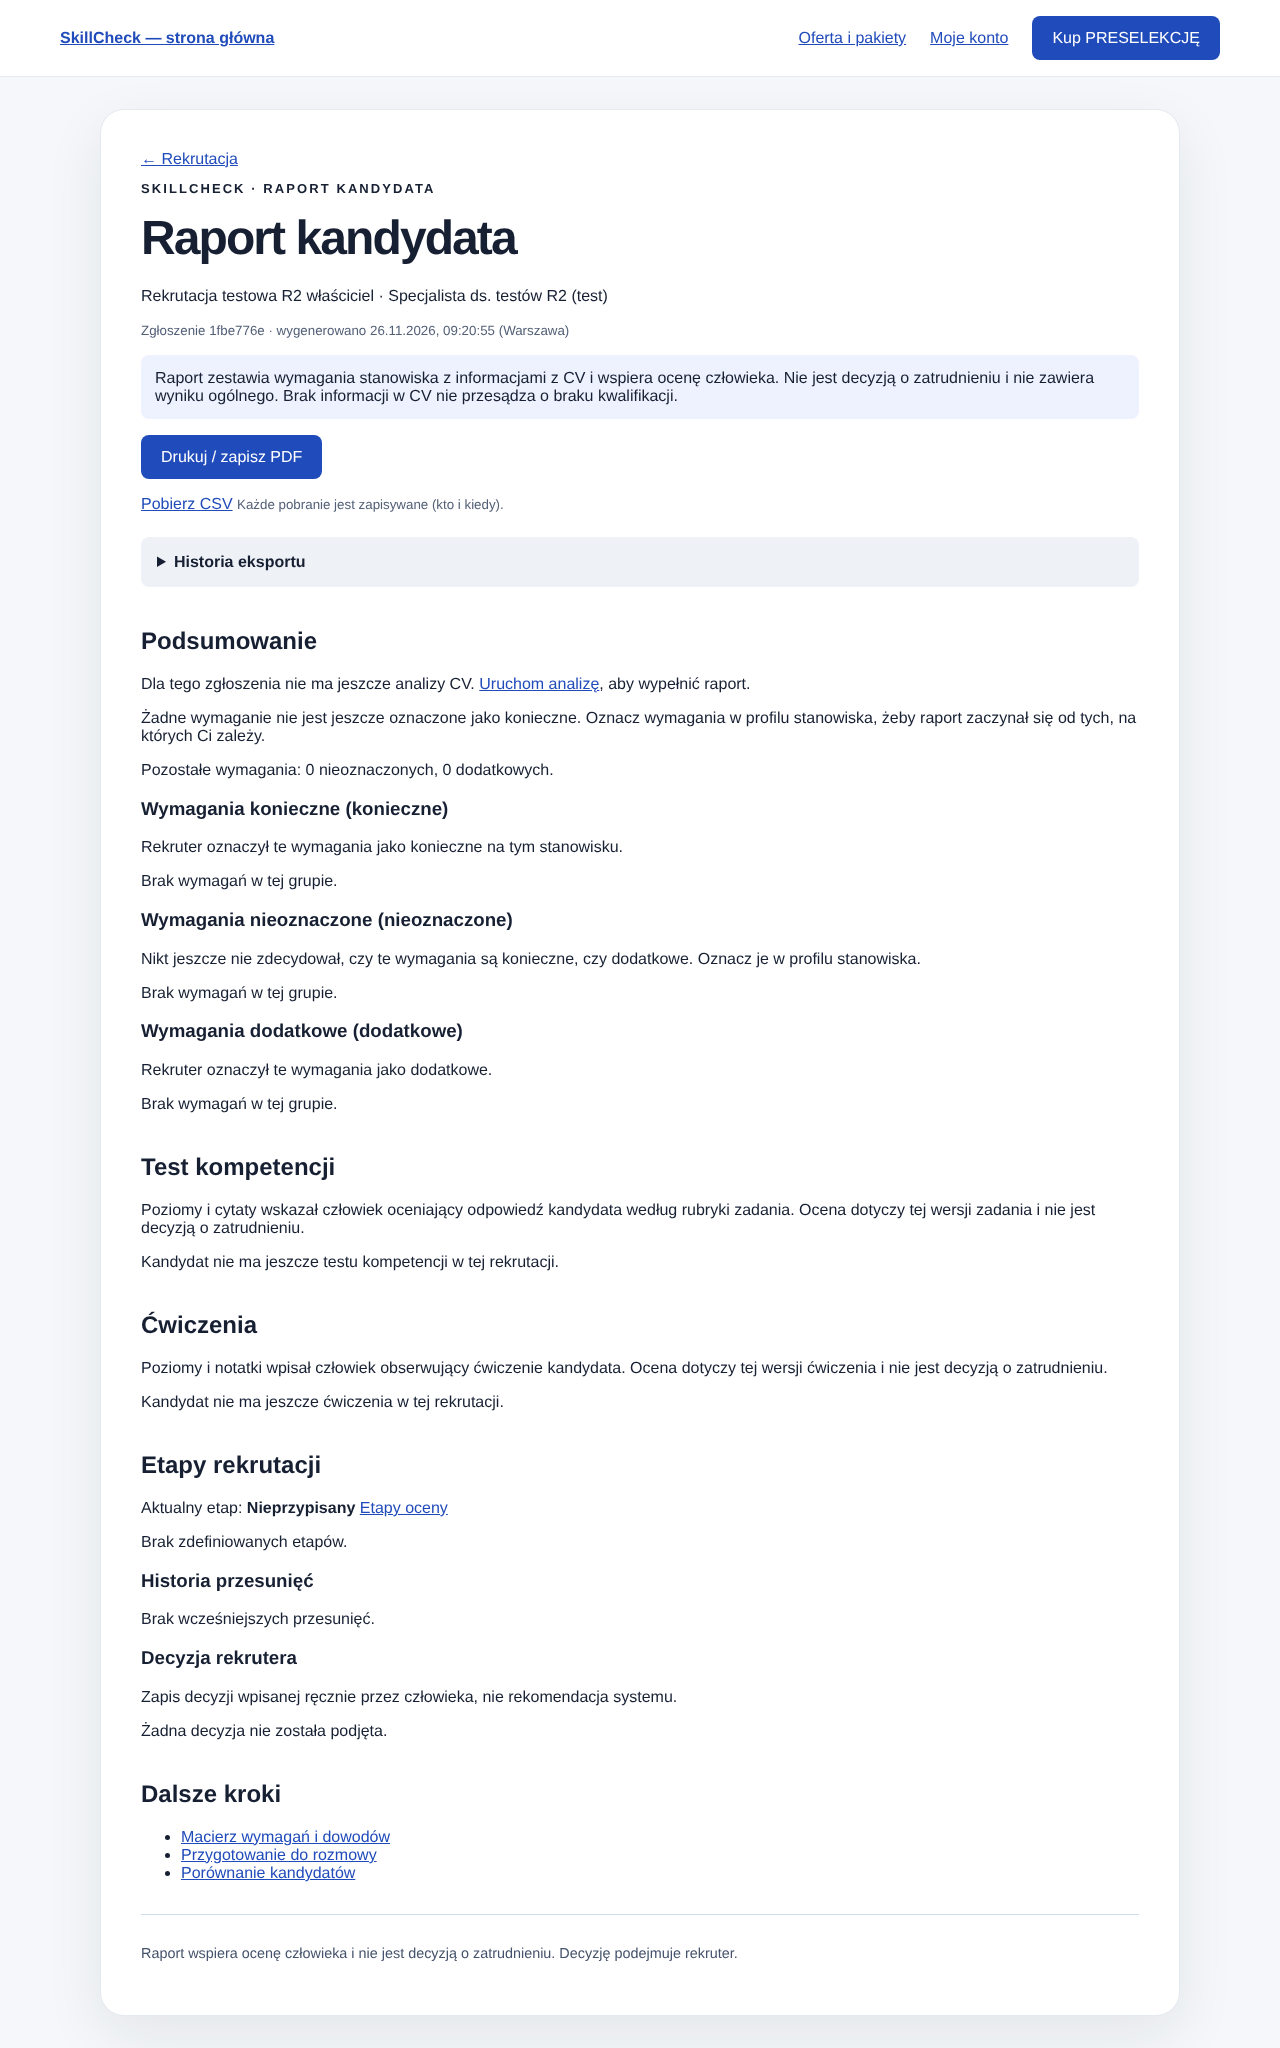 SkillCheck — strona główna
Oferta i pakiety
Moje konto
Kup PRESELEKCJĘ
← Rekrutacja
SKILLCHECK · RAPORT KANDYDATA
Raport kandydata
Rekrutacja testowa R2 właściciel · Specjalista ds. testów R2 (test)
Zgłoszenie 1fbe776e · wygenerowano 26.11.2026, 09:20:55 (Warszawa)
Raport zestawia wymagania stanowiska z informacjami z CV i wspiera ocenę człowieka. Nie jest decyzją o zatrudnieniu i nie zawiera
wyniku ogólnego. Brak informacji w CV nie przesądza o braku kwalifikacji.
Drukuj / zapisz PDF
Pobierz CSV Każde pobranie jest zapisywane (kto i kiedy).
Historia eksportu
Podsumowanie
Dla tego zgłoszenia nie ma jeszcze analizy CV. Uruchom analizę, aby wypełnić raport.
Żadne wymaganie nie jest jeszcze oznaczone jako konieczne. Oznacz wymagania w profilu stanowiska, żeby raport zaczynał się od tych, na
których Ci zależy.
Pozostałe wymagania: 0 nieoznaczonych, 0 dodatkowych.
Wymagania konieczne (konieczne)
Rekruter oznaczył te wymagania jako konieczne na tym stanowisku.
Brak wymagań w tej grupie.
Wymagania nieoznaczone (nieoznaczone)
Nikt jeszcze nie zdecydował, czy te wymagania są konieczne, czy dodatkowe. Oznacz je w profilu stanowiska.
Brak wymagań w tej grupie.
Wymagania dodatkowe (dodatkowe)
Rekruter oznaczył te wymagania jako dodatkowe.
Brak wymagań w tej grupie.
Test kompetencji
Poziomy i cytaty wskazał człowiek oceniający odpowiedź kandydata według rubryki zadania. Ocena dotyczy tej wersji zadania i nie jest
decyzją o zatrudnieniu.
Kandydat nie ma jeszcze testu kompetencji w tej rekrutacji.
Ćwiczenia
Poziomy i notatki wpisał człowiek obserwujący ćwiczenie kandydata. Ocena dotyczy tej wersji ćwiczenia i nie jest decyzją o zatrudnieniu.
Kandydat nie ma jeszcze ćwiczenia w tej rekrutacji.
Etapy rekrutacji
Aktualny etap: Nieprzypisany Etapy oceny
Brak zdefiniowanych etapów.
Historia przesunięć
Brak wcześniejszych przesunięć.
Decyzja rekrutera
Zapis decyzji wpisanej ręcznie przez człowieka, nie rekomendacja systemu.
Żadna decyzja nie została podjęta.
Dalsze kroki
• Macierz wymagań i dowodów
• Przygotowanie do rozmowy
• Porównanie kandydatów
Raport wspiera ocenę człowieka i nie jest decyzją o zatrudnieniu. Decyzję podejmuje rekruter.